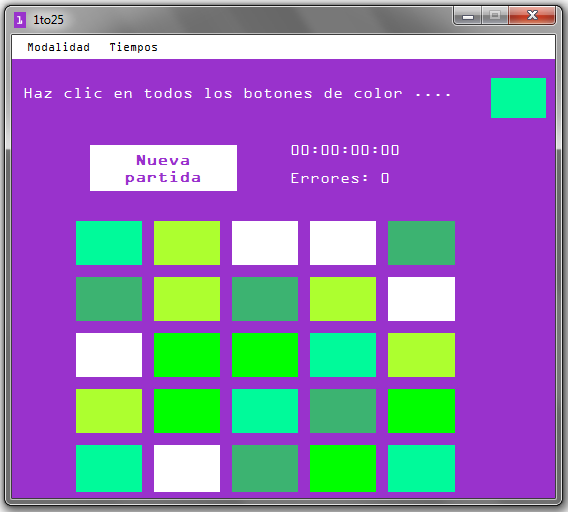 1to25
Modalidad Tiempos
Haz clic en todos los botones de color ----
Nueva
partida
00:00:00:00
Errores: 0